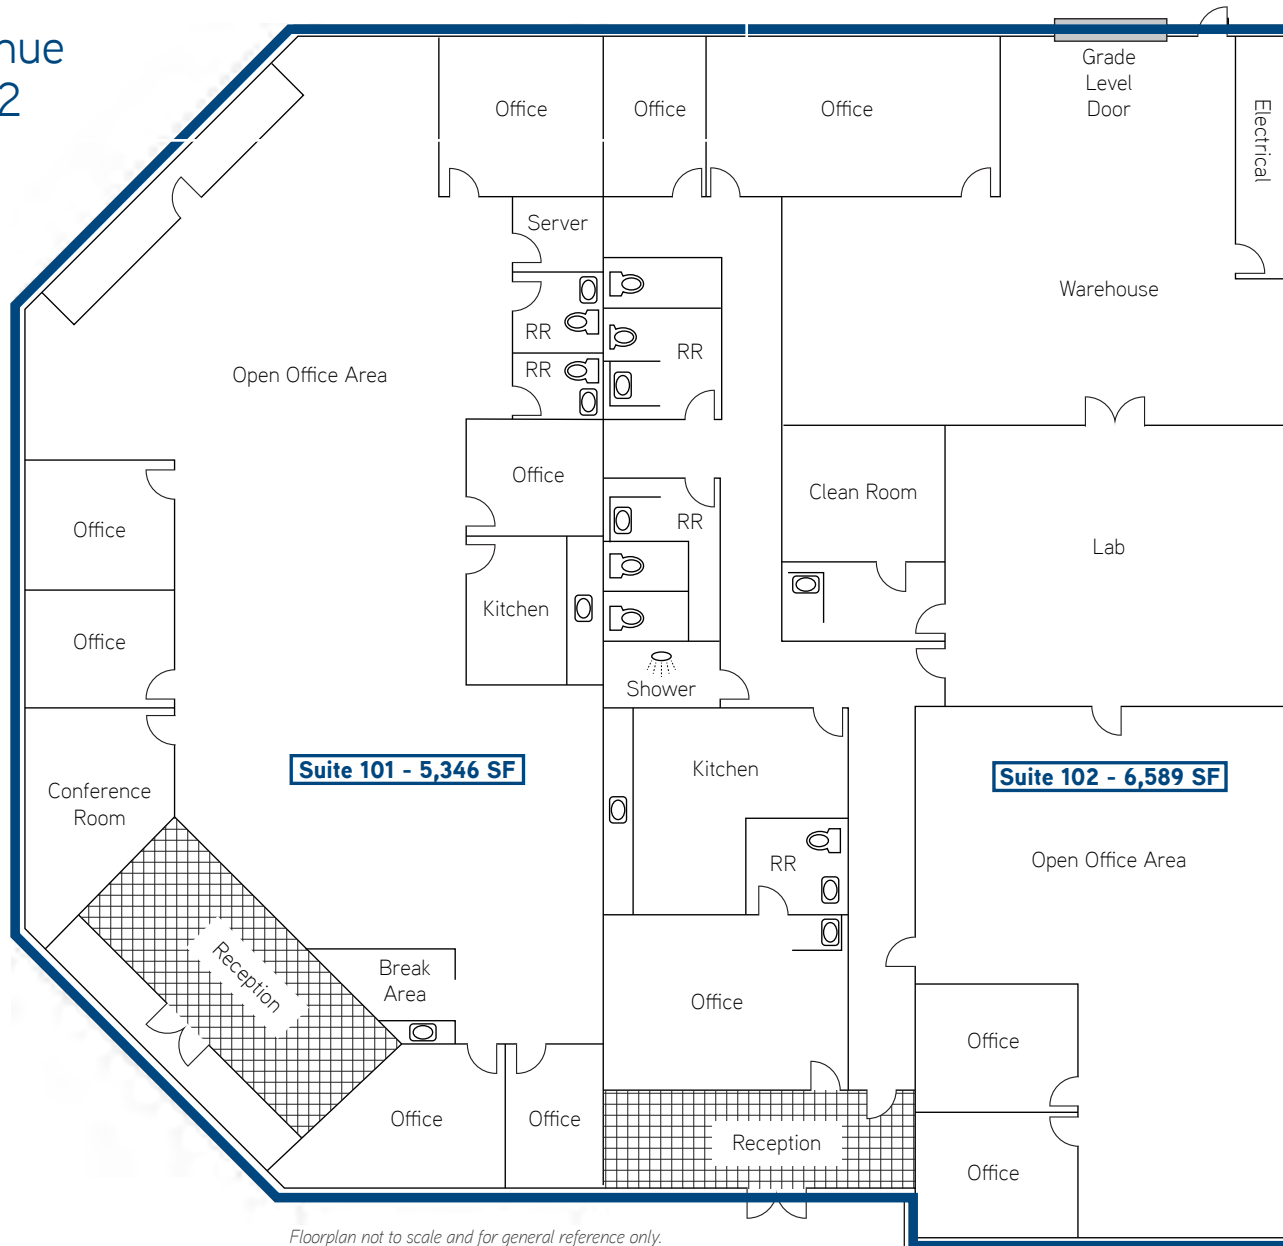 nue
2
Office
Office
Office
Grade
Level
Door
Electrical
Server
Warehouse
RR
RR
RR
Open Office Area
Office
Clean Room
RR
Office
Lab
Kitchen
Office
Shower
Suite 101 - 5,346 SF
Kitchen
Suite 102 - 6,589 SF
Conference
Room
RR
Open Office Area
Reception
Break
Area
Office
Office
Office
Office
Reception
Office
Floorplan not to scale and for general reference only.